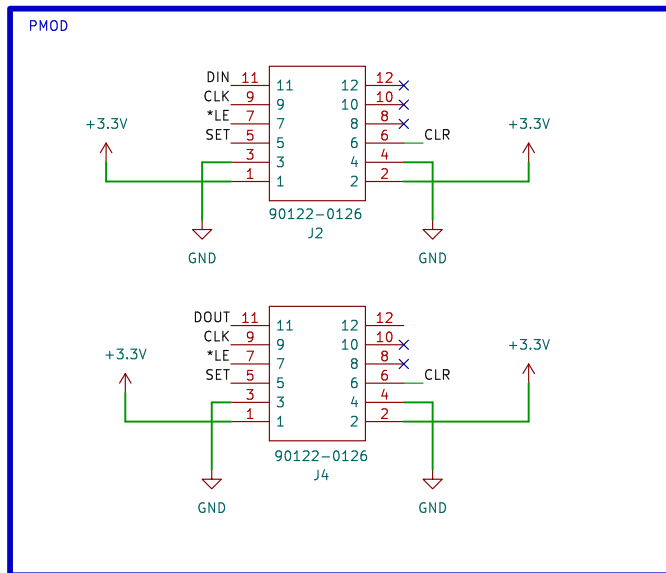 PMOD
DIN 11 11 12 12
CLK 9 9 10 10
*LE 7 7 8 8
SET 5 5 6 6 CLR
3 3 4 4
1 1 2 2
+3.3V +3.3V
90122-0126
J2
GND GND
DOUT 11 11 12 12
CLK 9 9 10 10
*LE 7 7 8 8
SET 5 5 6 6 CLR
3 3 4 4
1 1 2 2
+3.3V +3.3V
90122-0126
J4
GND GND